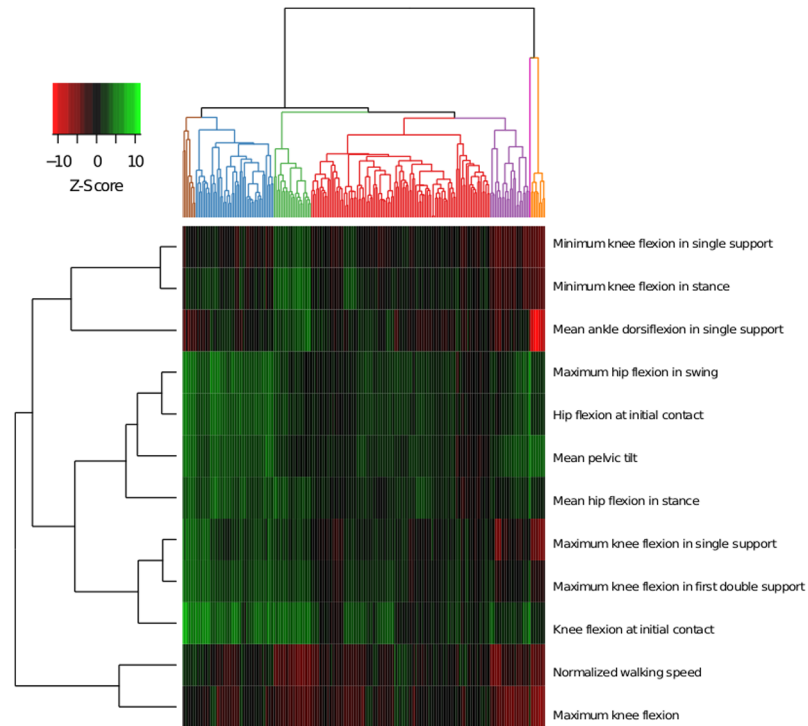 −10 0 10
Z-Score
Minimum knee flexion in single support
Minimum knee flexion in stance
Mean ankle dorsiflexion in single support
Maximum hip flexion in swing
Hip flexion at initial contact
Mean pelvic tilt
Mean hip flexion in stance
Maximum knee flexion in single support
Maximum knee flexion in first double support
Knee flexion at initial contact
Normalized walking speed
Maximum knee flexion